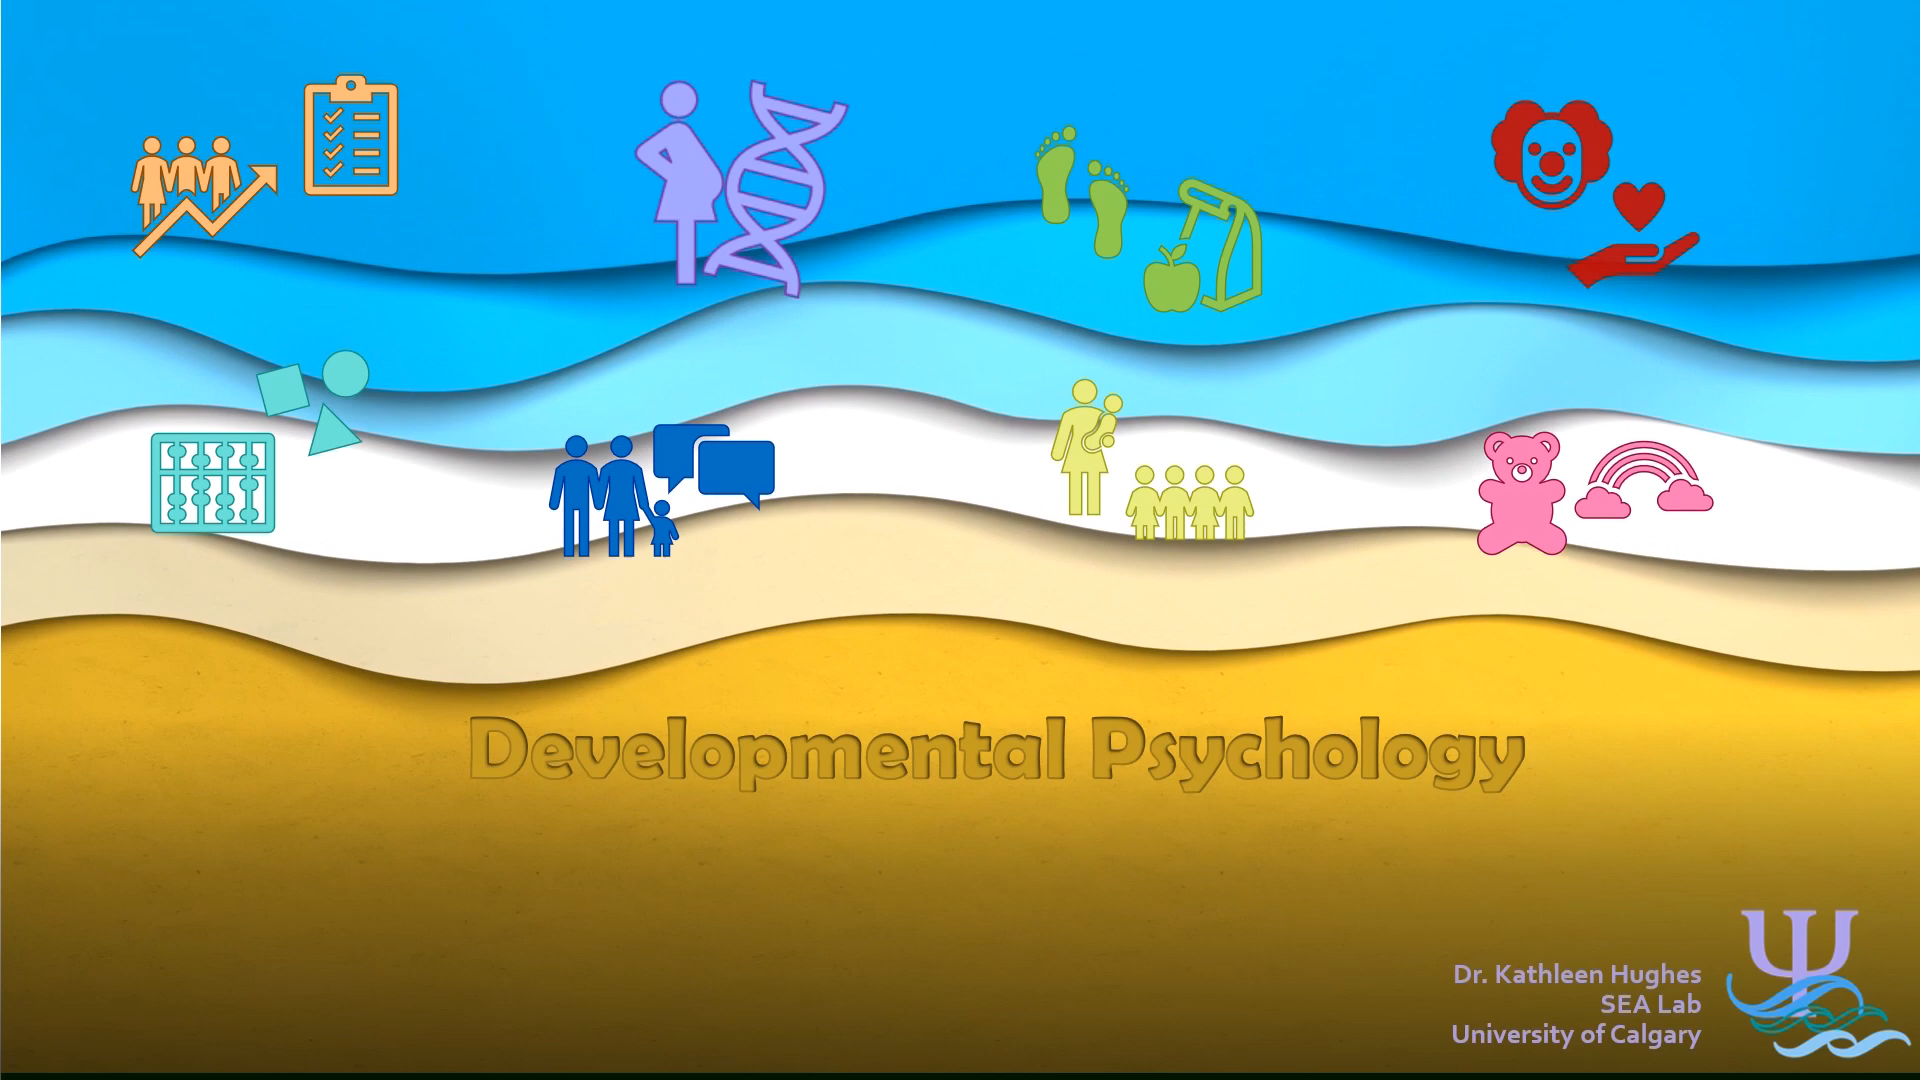 Developmental Psychology
Dr. Kathleen Hughes
SEA Lab
University of Calgary